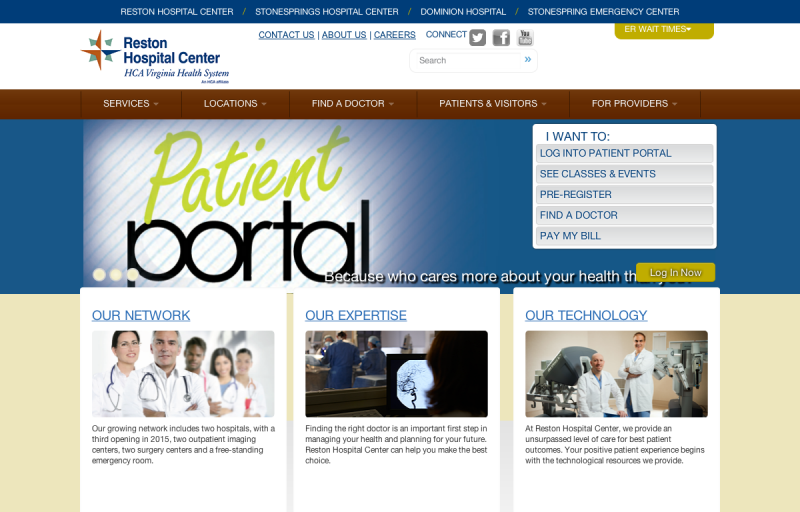 RESTON HOSPITAL CENTER / STONESPRINGS HOSPITAL CENTER / DOMINION HOSPITAL / STONESPRING EMERGENCY CENTER
CONTACT US | ABOUT US | CAREERS CONNECT
ER WAIT TIMES
Reston
Hospital Center
HCA Virginia Health System
An HCA affiliate
You
Tube
Search »
SERVICES LOCATIONS FIND A DOCTOR PATIENTS & VISITORS FOR PROVIDERS
Patient
portal
I WANT TO:
LOG INTO PATIENT PORTAL
SEE CLASSES & EVENTS
PRE-REGISTER
FIND A DOCTOR
PAY MY BILL
Because who cares more about your health
Log In Now
OUR NETWORK
Our growing network includes two hospitals, with a
third opening in 2015, two outpatient imaging
centers, two surgery centers and a free-standing
emergency room.
OUR EXPERTISE
Finding the right doctor is an important first step in
managing your health and planning for your future.
Reston Hospital Center can help you make the best
choice.
OUR TECHNOLOGY
At Reston Hospital Center, we provide an
unsurpassed level of care for best patient
outcomes. Your positive patient experience begins
with the technological resources we provide.